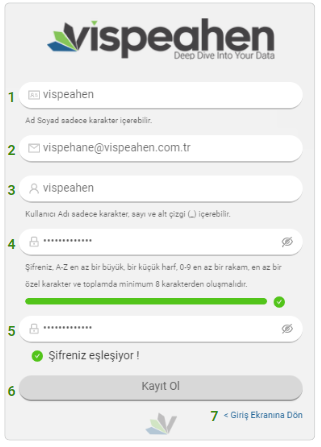 vispeahen
Deep Dive Into Your Data
1 vispeahen
Ad Soyad sadece karakter içerebilir.
2 vispehane@vispeahen.com.tr
3 vispeahen
Kullanıcı Adı sadece karakter, sayı ve alt çizgi (_) içerebilir.
4 •••••••••••••
Şifreniz, A-Z en az bir büyük, bir küçük harf, 0-9 en az bir rakam, en az bir
özel karakter ve toplamda minimum 8 karakterden oluşmalıdır.
5 •••••••••••••
Şifreniz eşleşiyor !
6 Kayıt Ol
7 < Giriş Ekranına Dön